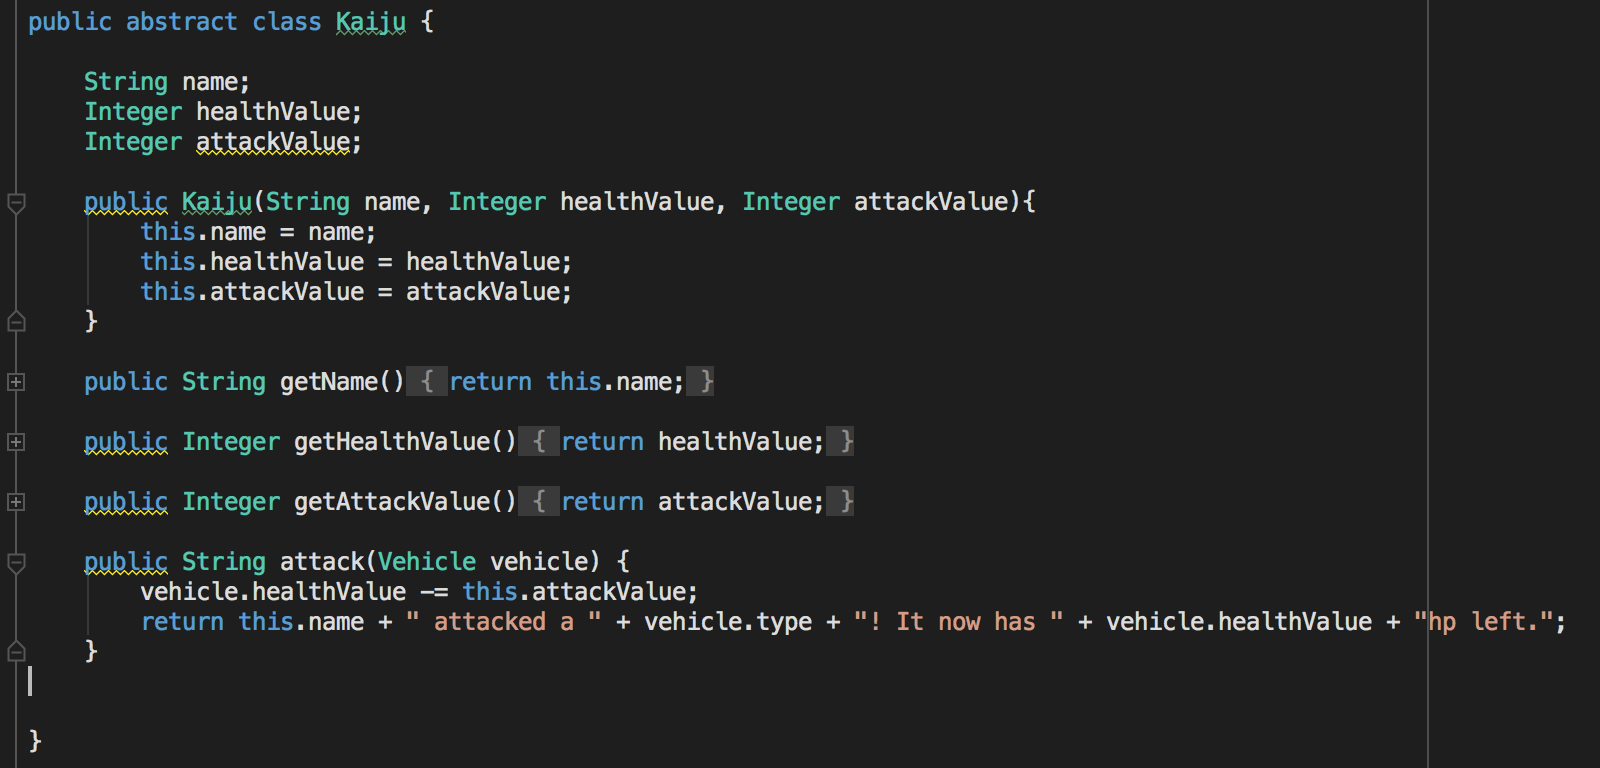 public abstract class Kaiju {
String name;
Integer healthValue;
Integer attackValue;
public Kaiju(String name, Integer healthValue, Integer attackValue){
this.name = name;
this.healthValue = healthValue;
this.attackValue = attackValue;
}
public String getName() { return this.name; }
public Integer getHealthValue() { return healthValue; }
public Integer getAttackValue() { return attackValue; }
public String attack(Vehicle vehicle) {
vehicle.healthValue -= this.attackValue;
return this.name + " attacked a " + vehicle.type + "! It now has " + vehicle.healthValue + "hp left.";
}
}